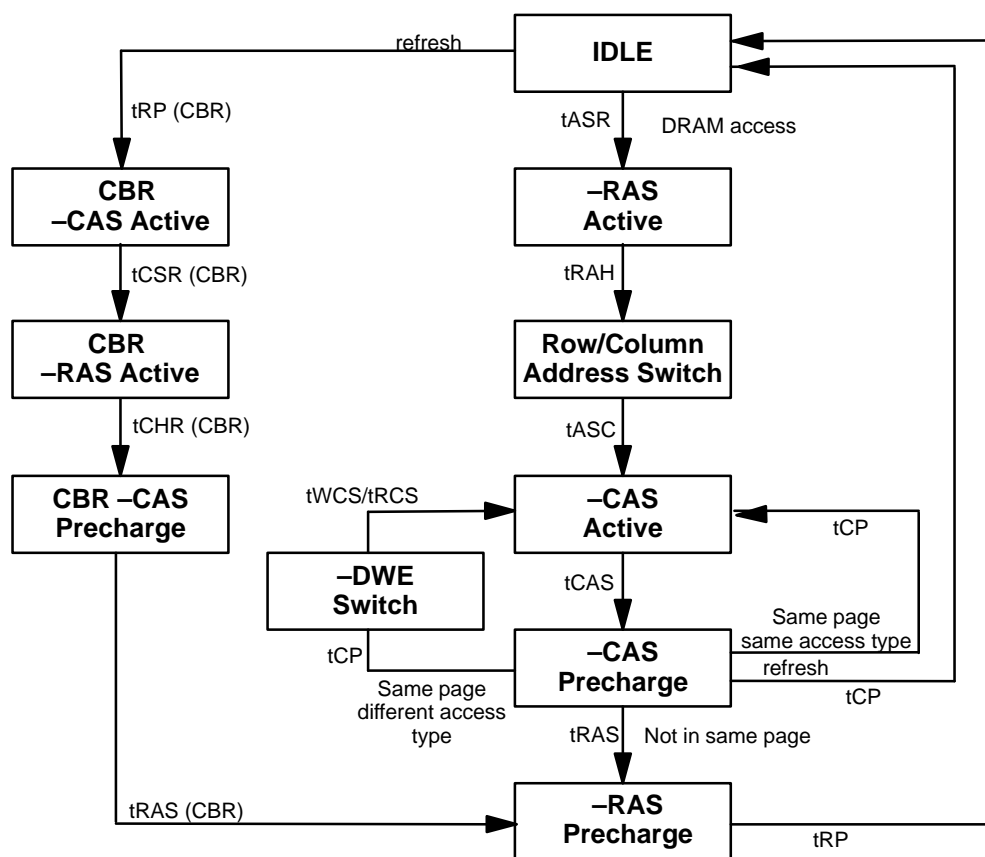 refresh
IDLE
tRP (CBR)
tASR
DRAM access
CBR
–CAS Active
–RAS
Active
tCSR (CBR)
tRAH
CBR
–RAS Active
Row/Column
Address Switch
tCHR (CBR)
tASC
CBR –CAS
Precharge
tWCS/tRCS
–CAS
Active
tCP
–DWE
Switch
tCAS
Same page
same access type
tCP
–CAS
Precharge
refresh
tCP
Same page
different access
type
tRAS
Not in same page
tRAS (CBR)
–RAS
Precharge
tRP